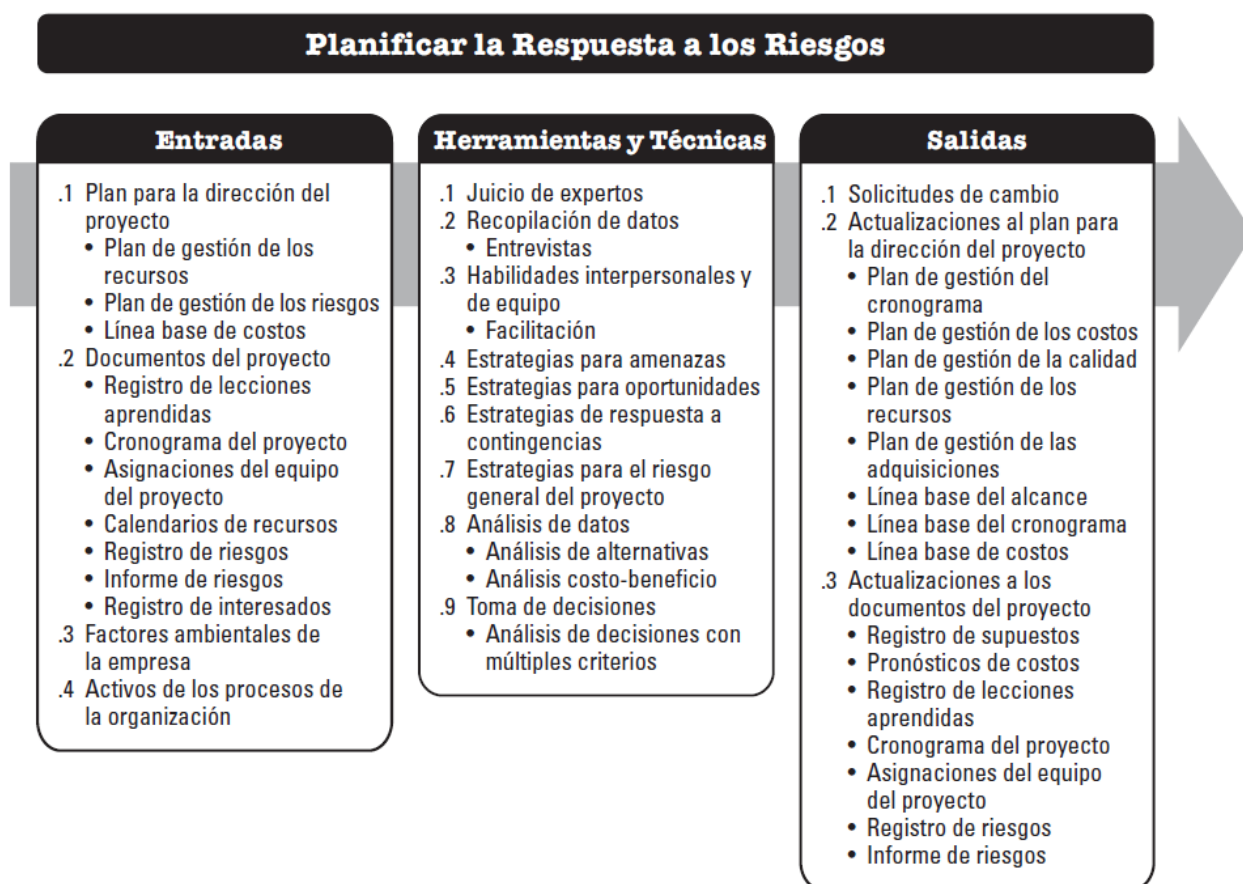 Planificar la Respuesta a los Riesgos
Entradas
.1 Plan para la dirección del
proyecto
• Plan de gestión de los
recursos
• Plan de gestión de los riesgos
• Línea base de costos
.2 Documentos del proyecto
• Registro de lecciones
aprendidas
• Cronograma del proyecto
• Asignaciones del equipo
del proyecto
• Calendarios de recursos
• Registro de riesgos
• Informe de riesgos
• Registro de interesados
.3 Factores ambientales de
la empresa
.4 Activos de los procesos de
la organización
Herramientas y Técnicas
.1 Juicio de expertos
.2 Recopilación de datos
• Entrevistas
.3 Habilidades interpersonales y
de equipo
• Facilitación
.4 Estrategias para amenazas
.5 Estrategias para oportunidades
.6 Estrategias de respuesta a
contingencias
.7 Estrategias para el riesgo
general del proyecto
.8 Análisis de datos
• Análisis de alternativas
• Análisis costo-beneficio
.9 Toma de decisiones
• Análisis de decisiones con
múltiples criterios
Salidas
.1 Solicitudes de cambio
.2 Actualizaciones al plan para
la dirección del proyecto
• Plan de gestión del
cronograma
• Plan de gestión de los costos
• Plan de gestión de la calidad
• Plan de gestión de los
recursos
• Plan de gestión de las
adquisiciones
• Línea base del alcance
• Línea base del cronograma
• Línea base de costos
.3 Actualizaciones a los
documentos del proyecto
• Registro de supuestos
• Pronósticos de costos
• Registro de lecciones
aprendidas
• Cronograma del proyecto
• Asignaciones del equipo
del proyecto
• Registro de riesgos
• Informe de riesgos